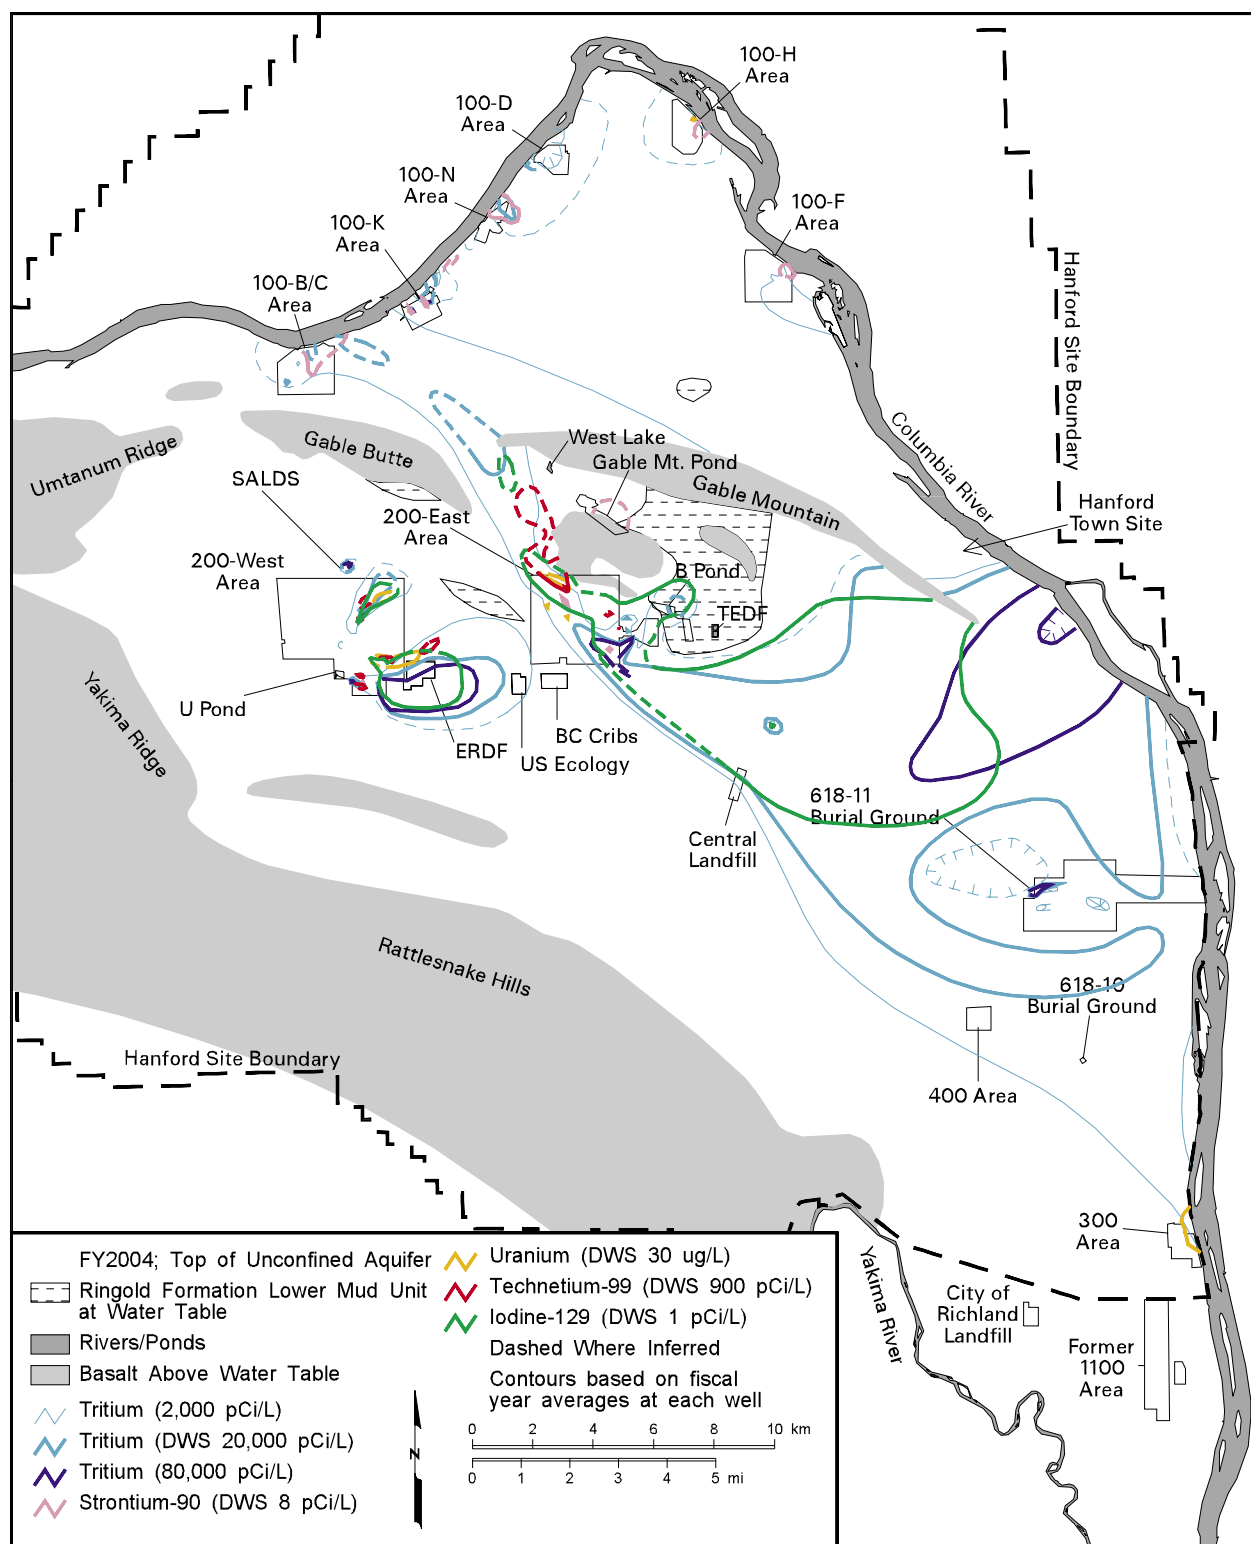 100-H
Area
100-D
Area
100-N
Area
100-F
Area
100-K
Area
100-B/C
Area
Hanford Site Boundary
Columbia River
West Lake
Gable Mt. Pond
Gable Butte
Gable Mountain
Umtanum Ridge
SALDS
200-East
Area
Hanford
Town Site
200-West
Area
B Pond
TEDF
Yakima Ridge
U Pond
ERDF
BC Cribs
US Ecology
618-11
Burial Ground
Central
Landfill
Rattlesnake Hills
618-10
Burial Ground
Hanford Site Boundary
400 Area
300
Area
Yakima River
City of
Richland
Landfill
Former
1100
Area
FY2004; Top of Unconfined Aquifer
Ringold Formation Lower Mud Unit
at Water Table
Rivers/Ponds
Basalt Above Water Table
Tritium (2,000 pCi/L)
Tritium (DWS 20,000 pCi/L)
Tritium (80,000 pCi/L)
Strontium-90 (DWS 8 pCi/L)
Uranium (DWS 30 ug/L)
Technetium-99 (DWS 900 pCi/L)
Iodine-129 (DWS 1 pCi/L)
Dashed Where Inferred
Contours based on fiscal
year averages at each well
0 2 4 6 8 10 km
0 1 2 3 4 5 mi
N